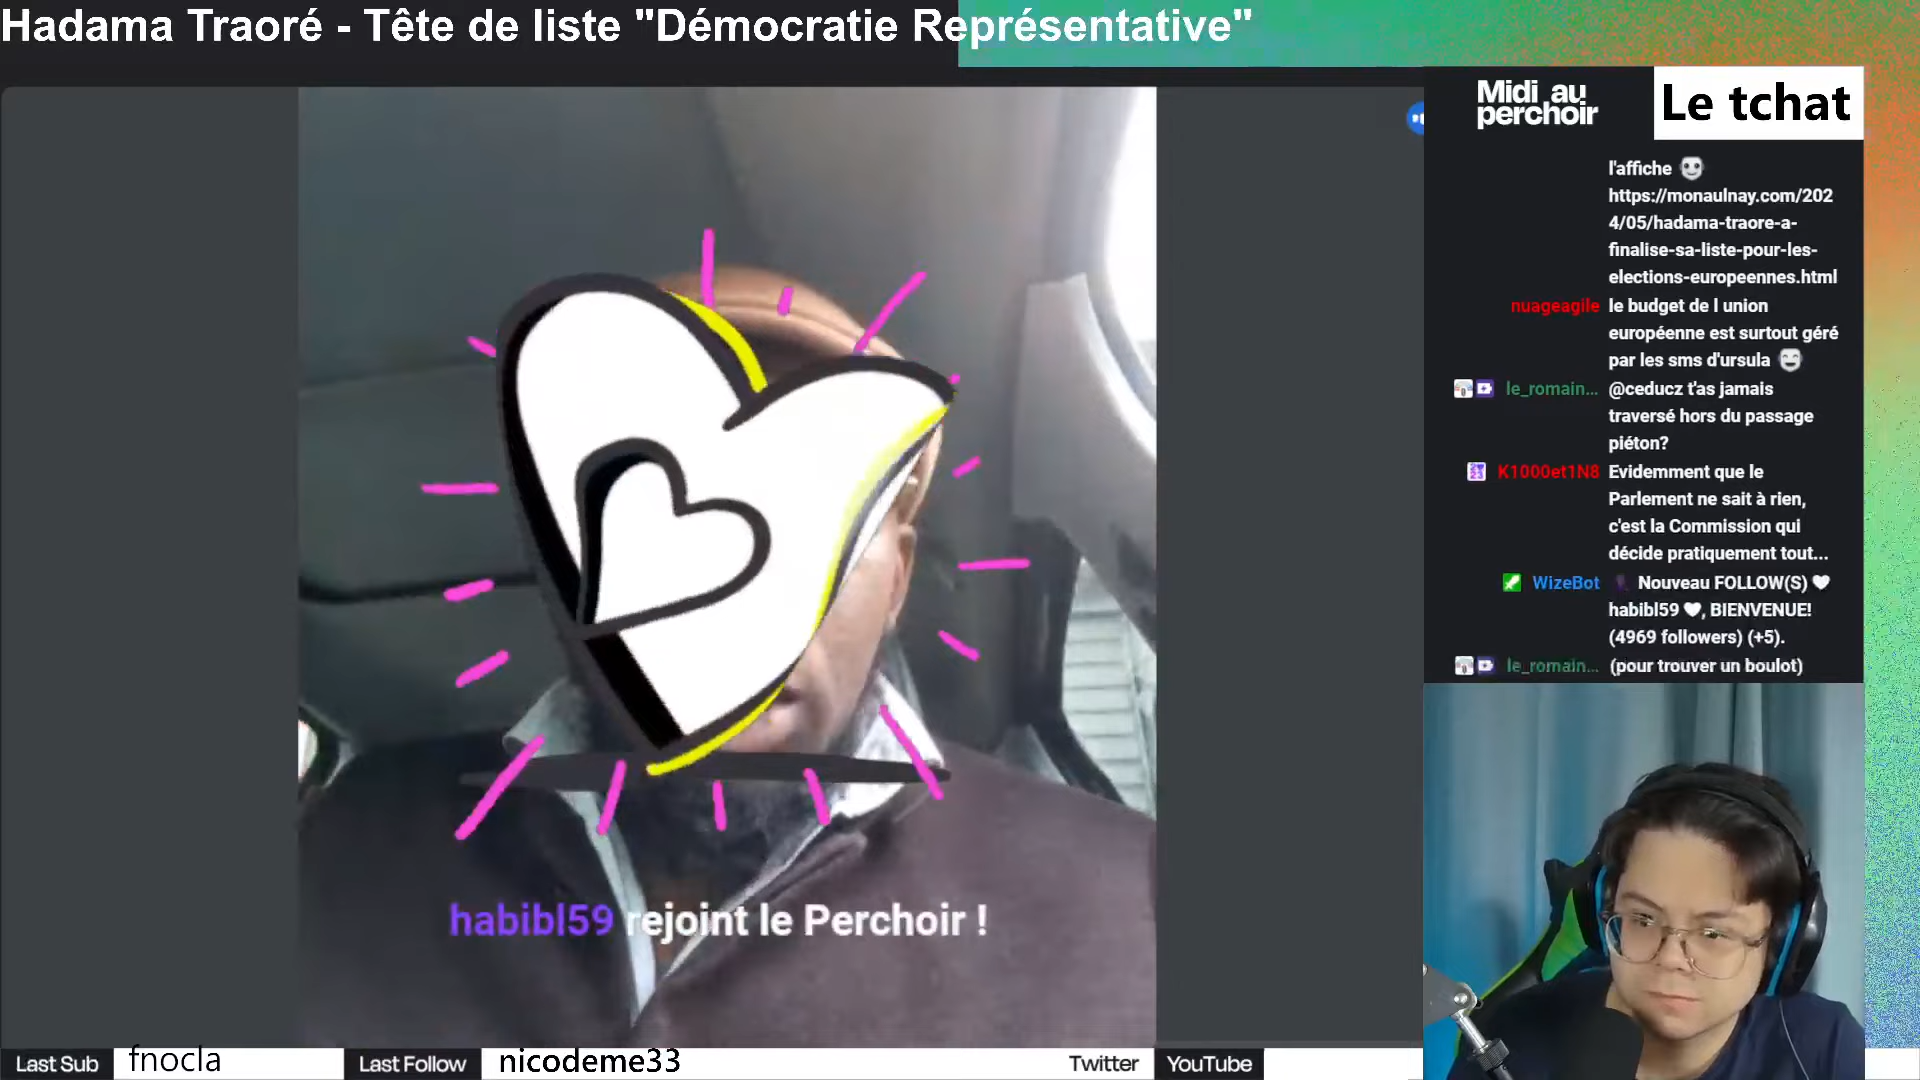 Hadama Traoré - Tête de liste "Démocratie Représentative"
Midi au
perchoir
Le tchat
l'affiche
https://monaulnay.com/202
4/05/hadama-traore-a-
finalise-sa-liste-pour-les-
elections-europeennes.html
nuageagile le budget de l union
européenne est surtout géré
par les sms d'ursula
le_romain... @ceducz t'as jamais
traversé hors du passage
piéton?
K1000et1N8 Evidemment que le
Parlement ne sait à rien,
c'est la Commission qui
décide pratiquement tout...
WizeBot Nouveau FOLLOW(S)
habibl59, BIENVENUE!
(4969 followers) (+5).
le_romain... (pour trouver un boulot)
habibl59 rejoint le Perchoir !
Last Sub fnocla Last Follow nicodeme33 Twitter YouTube